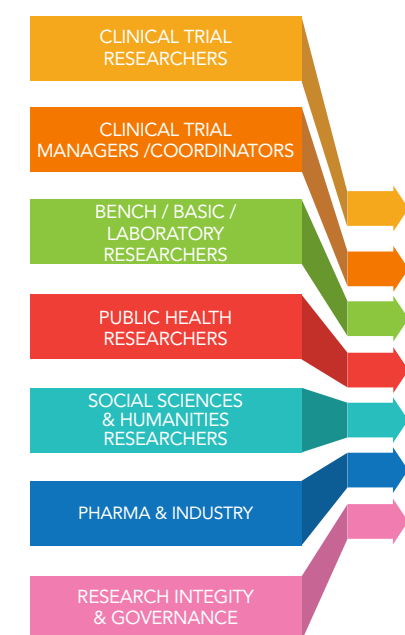 CLINICAL TRIAL
RESEARCHERS
CLINICAL TRIAL
MANAGERS /COORDINATORS
BENCH / BASIC /
LABORATORY
RESEARCHERS
PUBLIC HEALTH
RESEARCHERS
SOCIAL SCIENCES
& HUMANITIES
RESEARCHERS
PHARMA & INDUSTRY
RESEARCH INTEGITY
& GOVERNANCE